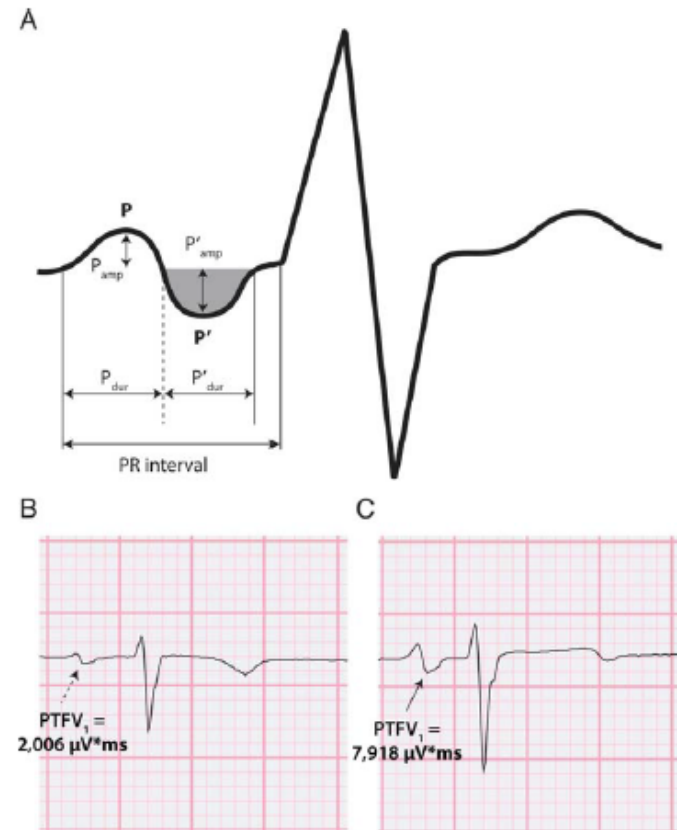 A
P
P'amp
Pamp
P'
Pdur
P'dur
PR interval
B
C
PTFV1 =
2,006 μV*ms
PTFV1 =
7,918 μV*ms